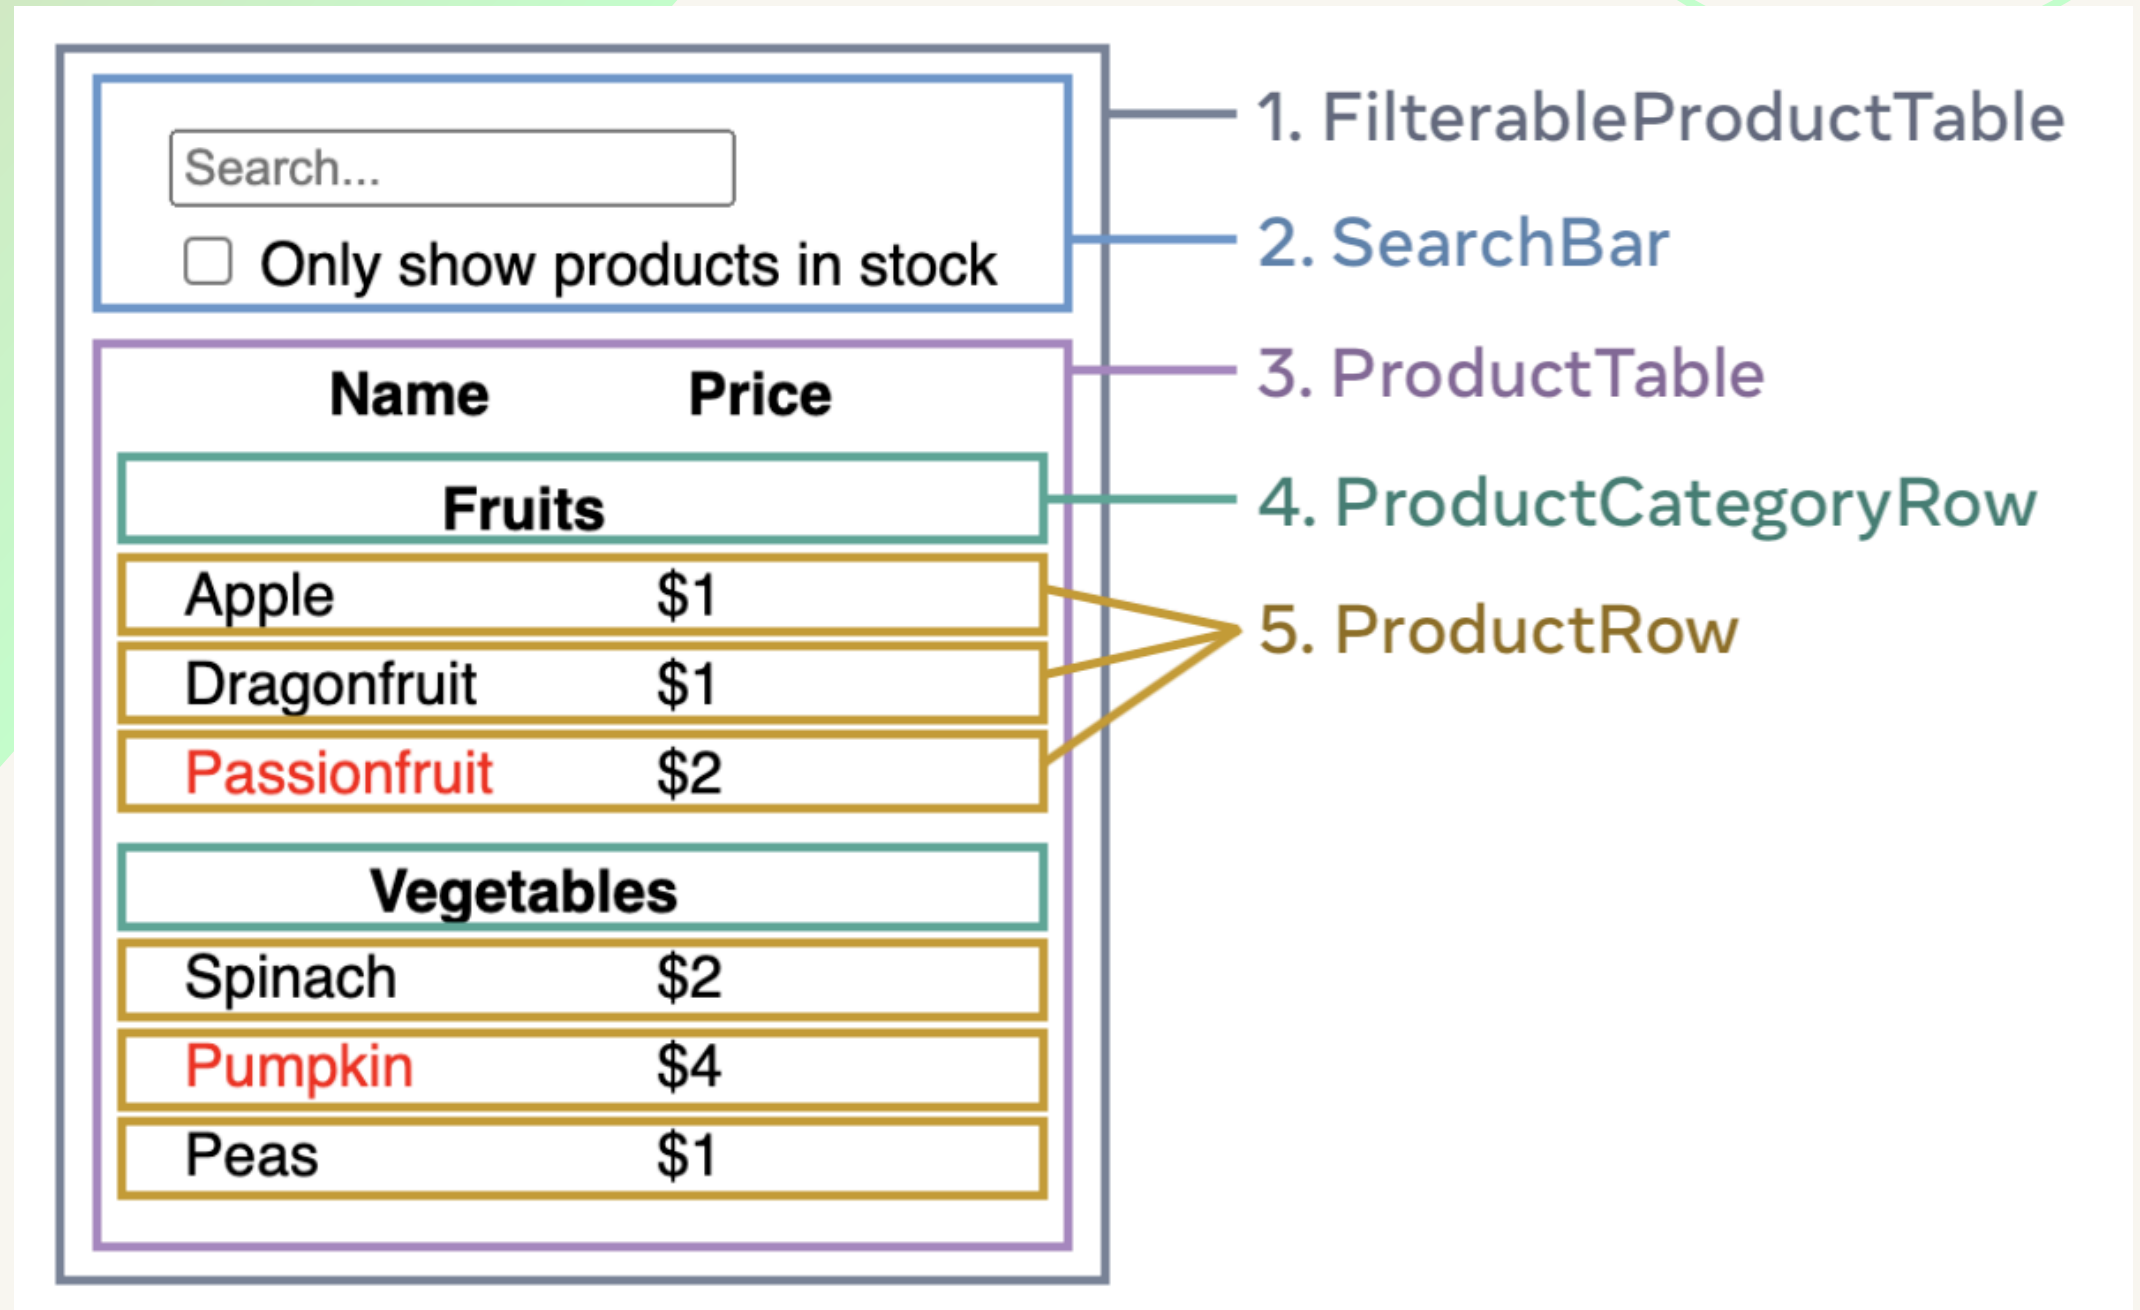 Search...
Only show products in stock
Name Price
Fruits
Apple $1
Dragonfruit $1
Passionfruit $2
Vegetables
Spinach $2
Pumpkin $4
Peas $1
1. FilterableProductTable
2. SearchBar
3. ProductTable
4. ProductCategoryRow
5. ProductRow